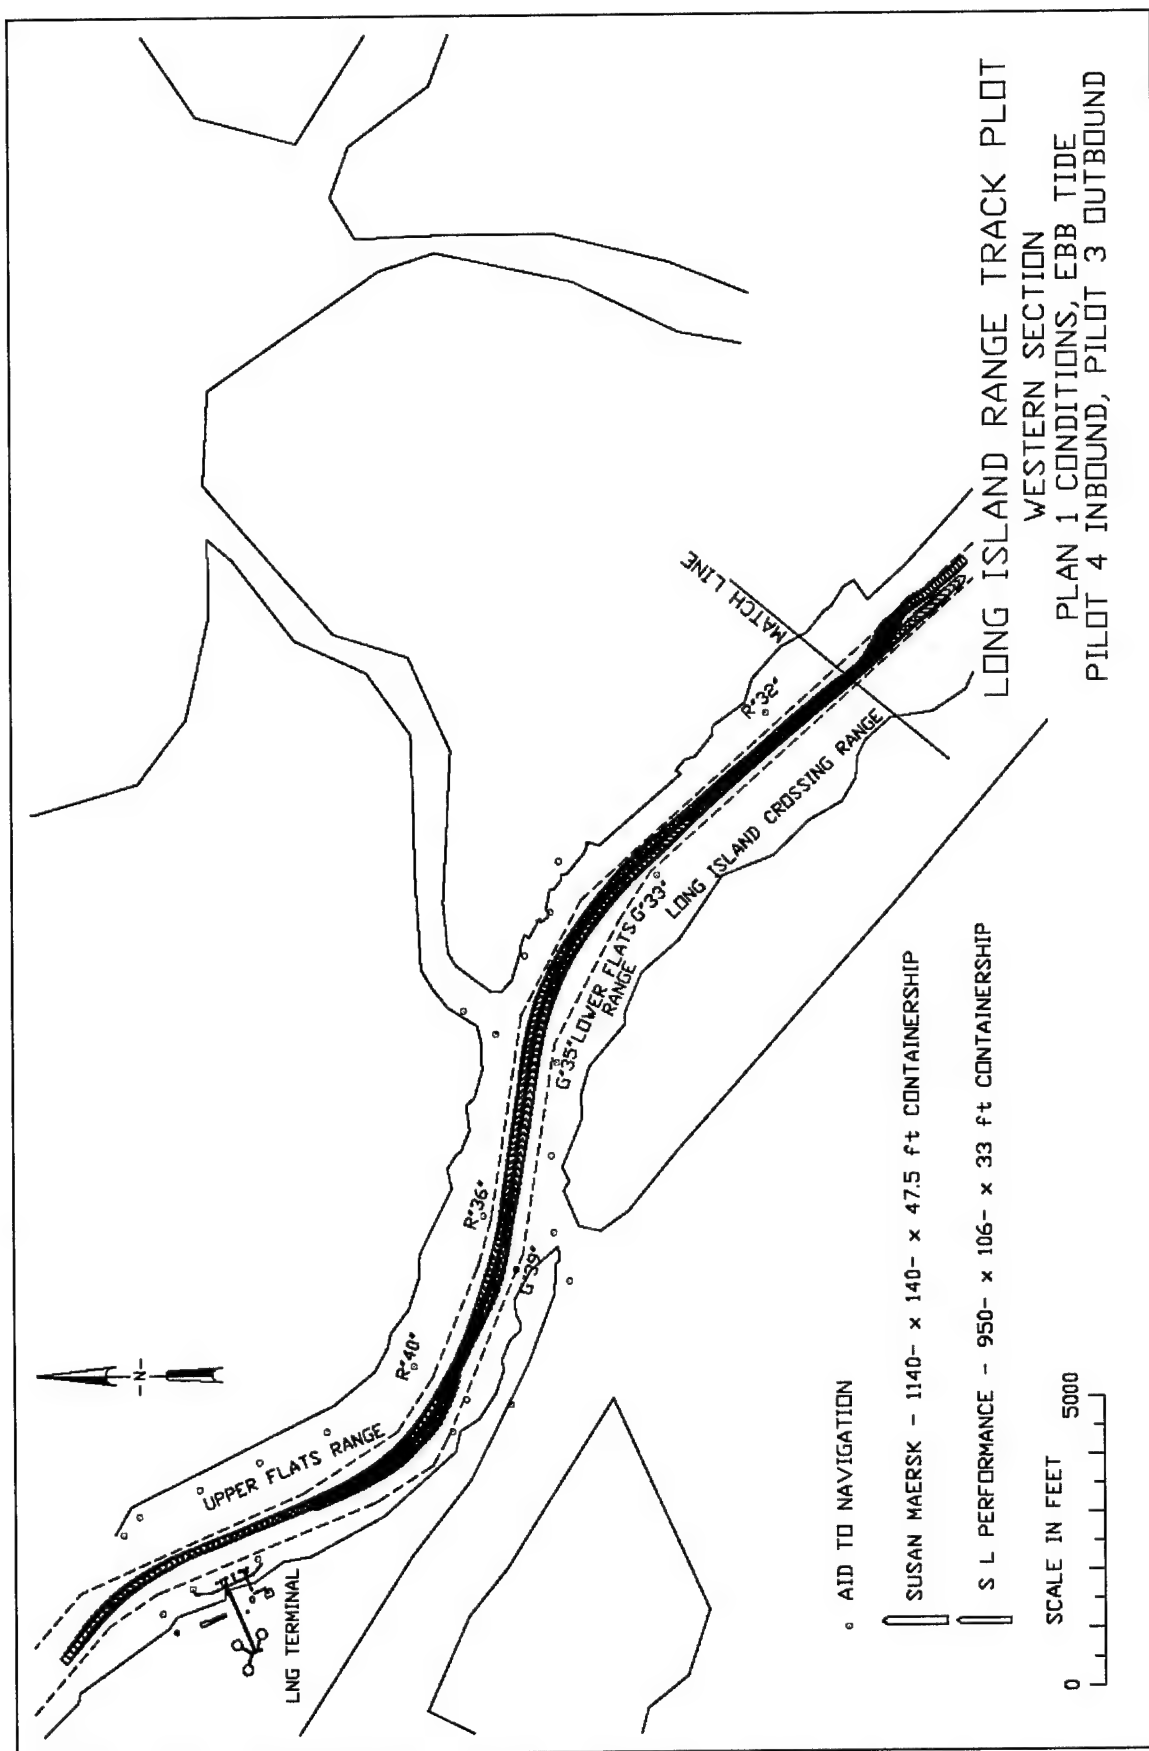 LONG ISLAND RANGE TRACK PLOT
WESTERN SECTION
PLAN 1 CONDITIONS, EBB TIDE
PILOT 4 INBOUND, PILOT 3 OUTBOUND
-N-
UPPER FLATS RANGE
R"40"
R"36"
G"39"
G"35"
LOWER FLATS
RANGE
G"33"
LONG ISLAND CROSSING RANGE
R"32"
MATCH LINE
LNG TERMINAL
AID TO NAVIGATION
SUSAN MAERSK - 1140- x 140- x 47.5 ft CONTAINERSHIP
S L PERFORMANCE - 950- x 106- x 33 ft CONTAINERSHIP
SCALE IN FEET
0 5000